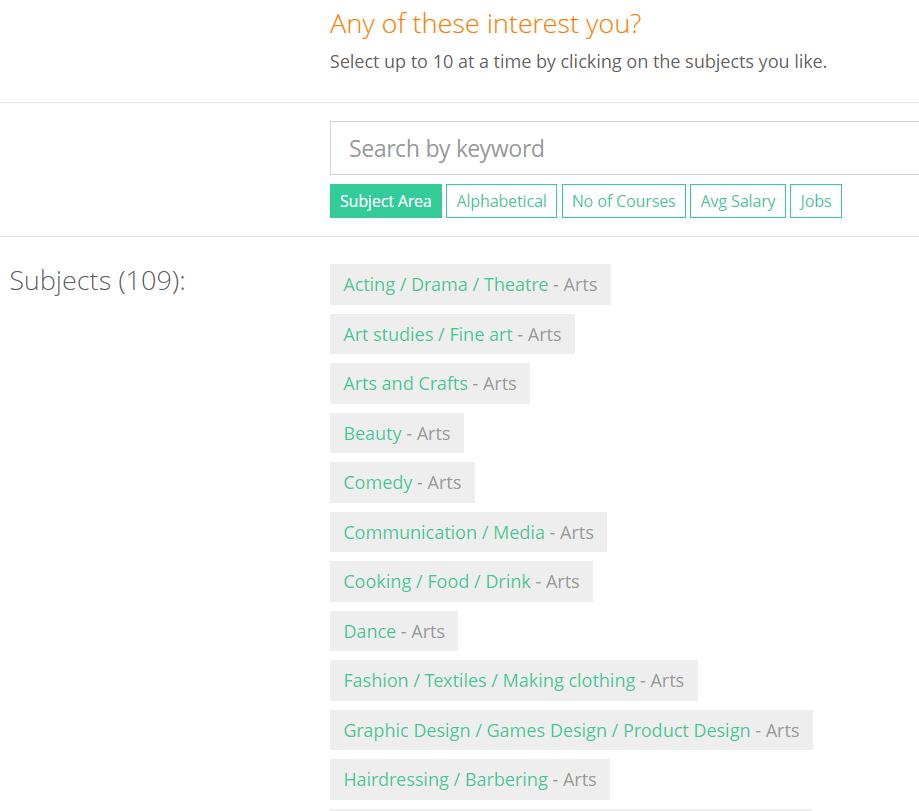 Any of these interest you?
Select up to 10 at a time by clicking on the subjects you like.
Search by keyword
Subject Area Alphabetical No of Courses Avg Salary Jobs
Subjects (109):
Acting / Drama / Theatre - Arts
Art studies / Fine art - Arts
Arts and Crafts - Arts
Beauty - Arts
Comedy - Arts
Communication / Media - Arts
Cooking / Food / Drink - Arts
Dance - Arts
Fashion / Textiles / Making clothing - Arts
Graphic Design / Games Design / Product Design - Arts
Hairdressing / Barbering - Arts